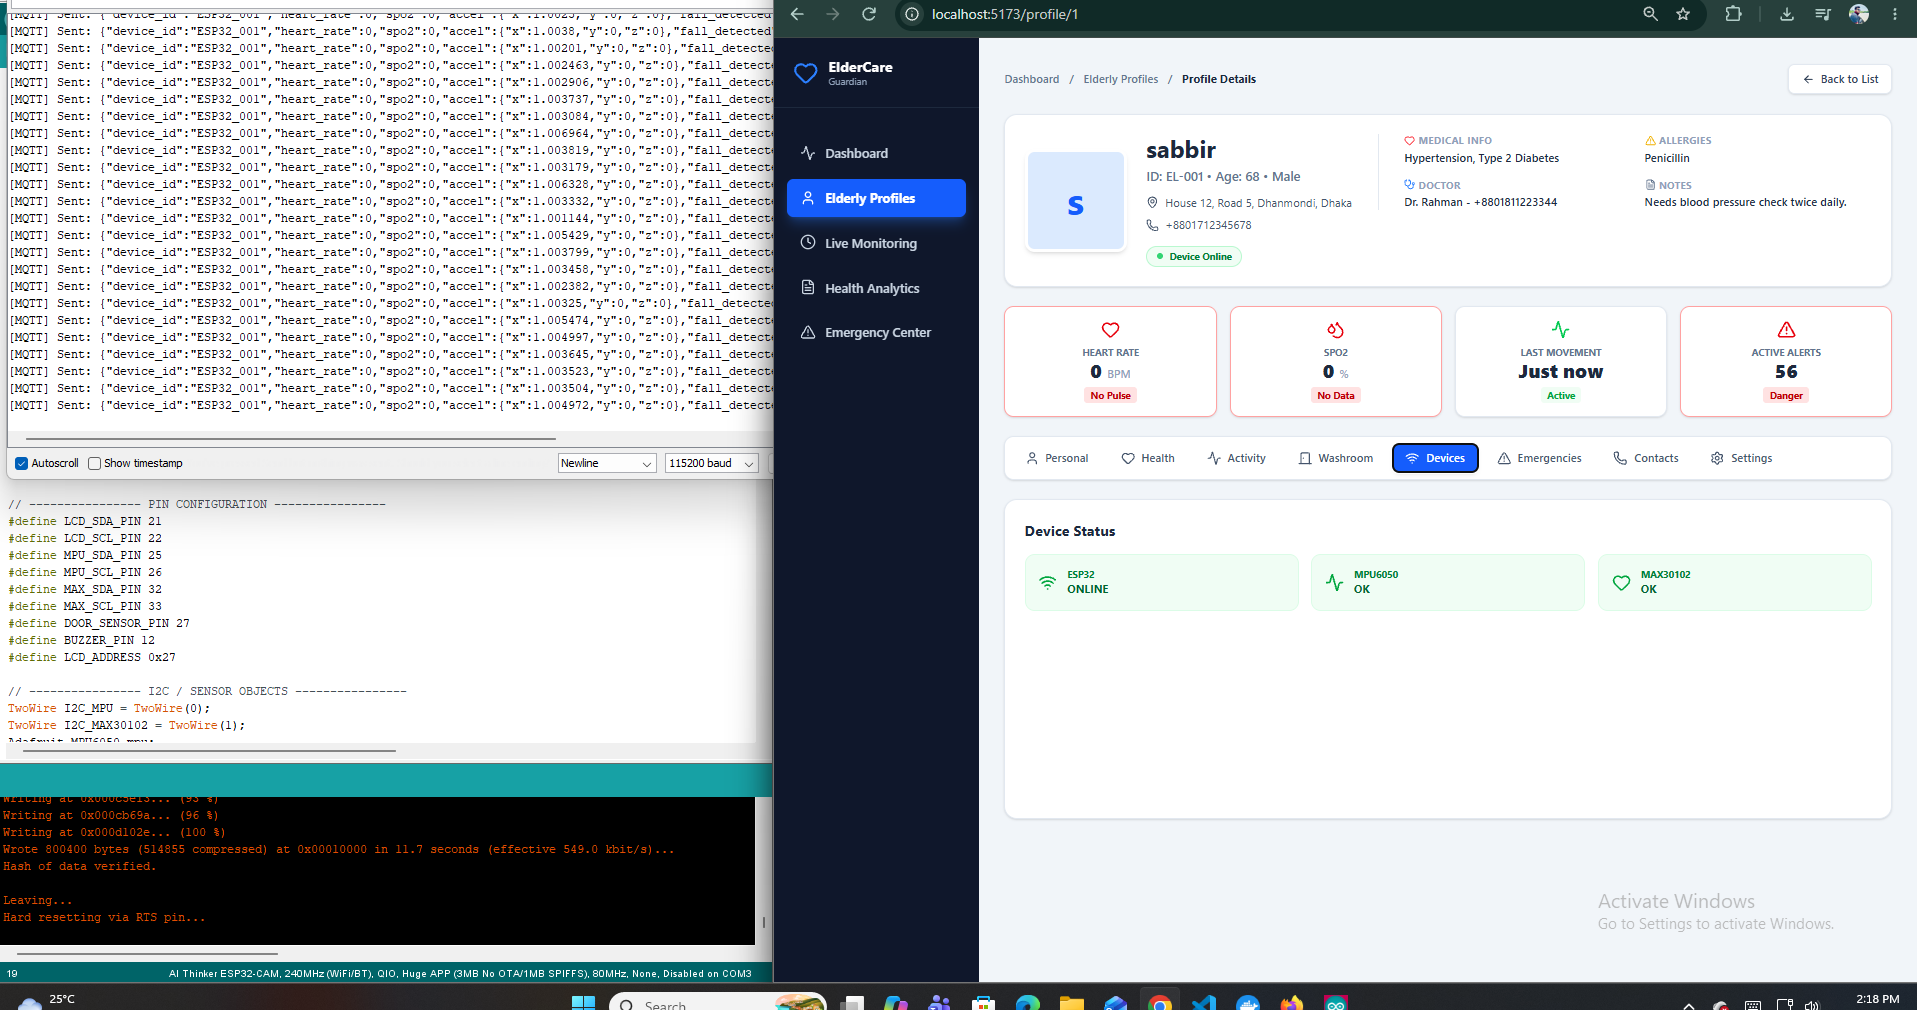 [MQTT] Sent: {"device_id":"ESP32_001","heart_rate":0,"spo2":0,"accel":{"x":1.0038,"y":0,"z":0},"fall_detected"
[MQTT] Sent: {"device_id":"ESP32_001","heart_rate":0,"spo2":0,"accel":{"x":1.00201,"y":0,"z":0},"fall_detec
[MQTT] Sent: {"device_id":"ESP32_001","heart_rate":0,"spo2":0,"accel":{"x":1.002463,"y":0,"z":0},"fall_detecte
[MQTT] Sent: {"device_id":"ESP32_001","heart_rate":0,"spo2":0,"accel":{"x":1.002906,"y":0,"z":0},"fall_detecte
[MQTT] Sent: {"device_id":"ESP32_001","heart_rate":0,"spo2":0,"accel":{"x":1.003737,"y":0,"z":0},"fall_detecte
[MQTT] Sent: {"device_id":"ESP32_001","heart_rate":0,"spo2":0,"accel":{"x":1.003084,"y":0,"z":0},"fall_detecte
[MQTT] Sent: {"device_id":"ESP32_001","heart_rate":0,"spo2":0,"accel":{"x":1.006964,"y":0,"z":0},"fall_detecte
[MQTT] Sent: {"device_id":"ESP32_001","heart_rate":0,"spo2":0,"accel":{"x":1.003819,"y":0,"z":0},"fall_detecte
[MQTT] Sent: {"device_id":"ESP32_001","heart_rate":0,"spo2":0,"accel":{"x":1.003179,"y":0,"z":0},"fall_detecte
[MQTT] Sent: {"device_id":"ESP32_001","heart_rate":0,"spo2":0,"accel":{"x":1.006328,"y":0,"z":0},"fall_detecte
[MQTT] Sent: {"device_id":"ESP32_001","heart_rate":0,"spo2":0,"accel":{"x":1.003332,"y":0,"z":0},"fall_detecte
[MQTT] Sent: {"device_id":"ESP32_001","heart_rate":0,"spo2":0,"accel":{"x":1.001144,"y":0,"z":0},"fall_detecte
[MQTT] Sent: {"device_id":"ESP32_001","heart_rate":0,"spo2":0,"accel":{"x":1.005429,"y":0,"z":0},"fall_detecte
[MQTT] Sent: {"device_id":"ESP32_001","heart_rate":0,"spo2":0,"accel":{"x":1.003799,"y":0,"z":0},"fall_detecte
[MQTT] Sent: {"device_id":"ESP32_001","heart_rate":0,"spo2":0,"accel":{"x":1.003458,"y":0,"z":0},"fall_detecte
[MQTT] Sent: {"device_id":"ESP32_001","heart_rate":0,"spo2":0,"accel":{"x":1.002382,"y":0,"z":0},"fall_detecte
[MQTT] Sent: {"device_id":"ESP32_001","heart_rate":0,"spo2":0,"accel":{"x":1.00325,"y":0,"z":0},"fall_detected
[MQTT] Sent: {"device_id":"ESP32_001","heart_rate":0,"spo2":0,"accel":{"x":1.005474,"y":0,"z":0},"fall_detecte
[MQTT] Sent: {"device_id":"ESP32_001","heart_rate":0,"spo2":0,"accel":{"x":1.004997,"y":0,"z":0},"fall_detecte
[MQTT] Sent: {"device_id":"ESP32_001","heart_rate":0,"spo2":0,"accel":{"x":1.003645,"y":0,"z":0},"fall_detecte
[MQTT] Sent: {"device_id":"ESP32_001","heart_rate":0,"spo2":0,"accel":{"x":1.003523,"y":0,"z":0},"fall_detecte
[MQTT] Sent: {"device_id":"ESP32_001","heart_rate":0,"spo2":0,"accel":{"x":1.003504,"y":0,"z":0},"fall_detecte
[MQTT] Sent: {"device_id":"ESP32_001","heart_rate":0,"spo2":0,"accel":{"x":1.004972,"y":0,"z":0},"fall_detecte
Autoscroll Show timestamp Newline 115200 baud
// ---------------- PIN CONFIGURATION ----------------
#define LCD_SDA_PIN 21
#define LCD_SCL_PIN 22
#define MPU_SDA_PIN 25
#define MPU_SCL_PIN 26
#define MAX_SDA_PIN 32
#define MAX_SCL_PIN 33
#define DOOR_SENSOR_PIN 27
#define BUZZER_PIN 12
#define LCD_ADDRESS 0x27
// ---------------- I2C / SENSOR OBJECTS ----------------
TwoWire I2C_MPU = TwoWire(0);
TwoWire I2C_MAX30102 = TwoWire(1);
Writing at 0x000cb69a... (96 %)
Writing at 0x000d102e... (100 %)
Wrote 800400 bytes (514855 compressed) at 0x00010000 in 11.7 seconds (effective 549.0 kbit/s)...
Hash of data verified.
Leaving...
Hard resetting via RTS pin...
19 AI Thinker ESP32-CAM, 240MHz (WiFi/BT), QIO, Huge APP (3MB No OTA/1MB SPIFFS), 80MHz, None, Disabled on COM3
localhost:5173/profile/1
ElderCare
Guardian
Dashboard
Elderly Profiles
Live Monitoring
Health Analytics
Emergency Center
Dashboard / Elderly Profiles / Profile Details
Back to List
S
sabbir
ID: EL-001 • Age: 68 • Male
House 12, Road 5, Dhanmondi, Dhaka
+8801712345678
Device Online
MEDICAL INFO
Hypertension, Type 2 Diabetes
DOCTOR
Dr. Rahman - +8801811223344
ALLERGIES
Penicillin
NOTES
Needs blood pressure check twice daily.
HEART RATE
0 BPM
No Pulse
SPO2
0 %
No Data
LAST MOVEMENT
Just now
Active
ACTIVE ALERTS
56
Danger
Personal Health Activity Washroom Devices Emergencies Contacts Settings
Device Status
ESP32
ONLINE
MPU6050
OK
MAX30102
OK
Activate Windows
Go to Settings to activate Windows.
25°C
Search
2:18 PM